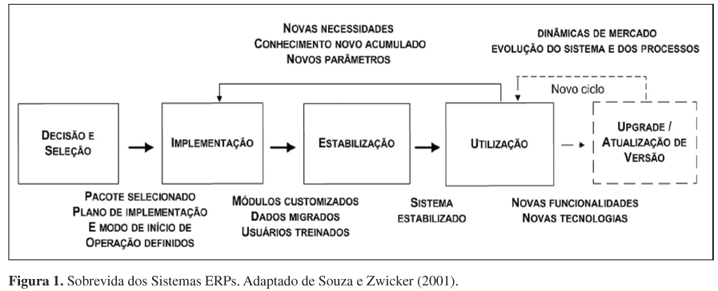 NOVAS NECESSIDADES
CONHECIMENTO NOVO ACUMULADO
NOVOS PARÂMETROS
DINÂMICAS DE MERCADO
EVOLUÇÃO DO SISTEMA E DOS PROCESSOS
Novo ciclo
DECISÃO E
SELEÇÃO
IMPLEMENTAÇÃO
ESTABILIZAÇÃO
UTILIZAÇÃO
UPGRADE /
ATUALIZAÇÃO DE
VERSÃO
PACOTE SELECIONADO
PLANO DE IMPLEMENTAÇÃO
E MODO DE INÍCIO DE
OPERAÇÃO DEFINIDOS
MÓDULOS CUSTOMIZADOS
DADOS MIGRADOS
USUÁRIOS TREINADOS
SISTEMA
ESTABILIZADO
NOVAS FUNCIONALIDADES
NOVAS TECNOLOGIAS
Figura 1. Sobrevida dos Sistemas ERPs. Adaptado de Souza e Zwicker (2001).